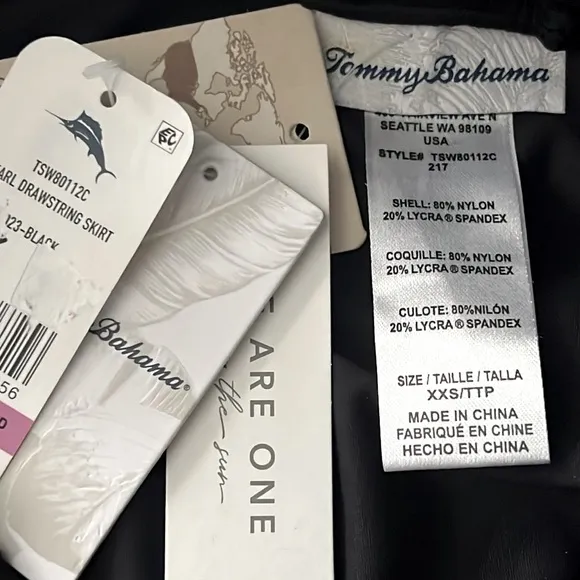 TSW80112C
DRAWSTRING SKIRT
123-BLACK
56
D
Bahama®
ARE ONE
the sun
Tommy Bahama
SEATTLE WA 98109
USA
STYLE# TSW80112C
217
SHELL: 80% NYLON
20% LYCRA® SPANDEX
COQUILLE: 80% NYLON
20% LYCRA® SPANDEX
CULOTE: 80%NILÓN
20% LYCRA® SPANDEX
SIZE / TAILLE / TALLA
XXS/TTP
MADE IN CHINA
FABRIQUÉ EN CHINE
HECHO EN CHINA